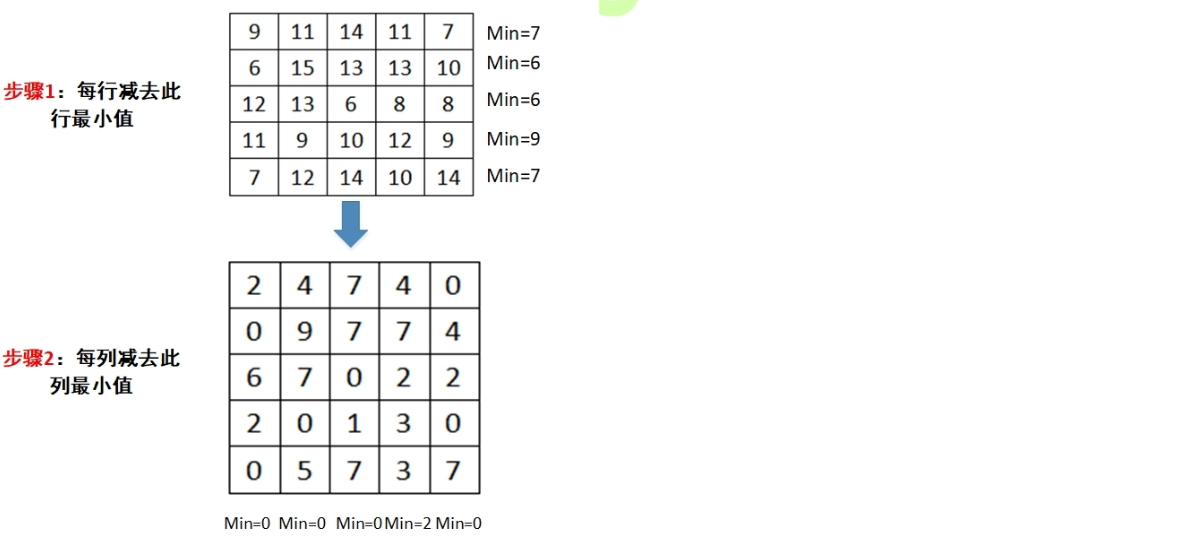 9 11 14 11 7 Min=7
6 15 13 13 10 Min=6
步骤1：每行减去此
行最小值
12 13 6 8 8 Min=6
11 9 10 12 9 Min=9
7 12 14 10 14 Min=7
2 4 7 4 0
0 9 7 7 4
步骤2：每列减去此
列最小值
6 7 0 2 2
2 0 1 3 0
0 5 7 3 7
Min=0 Min=0 Min=0 Min=2 Min=0